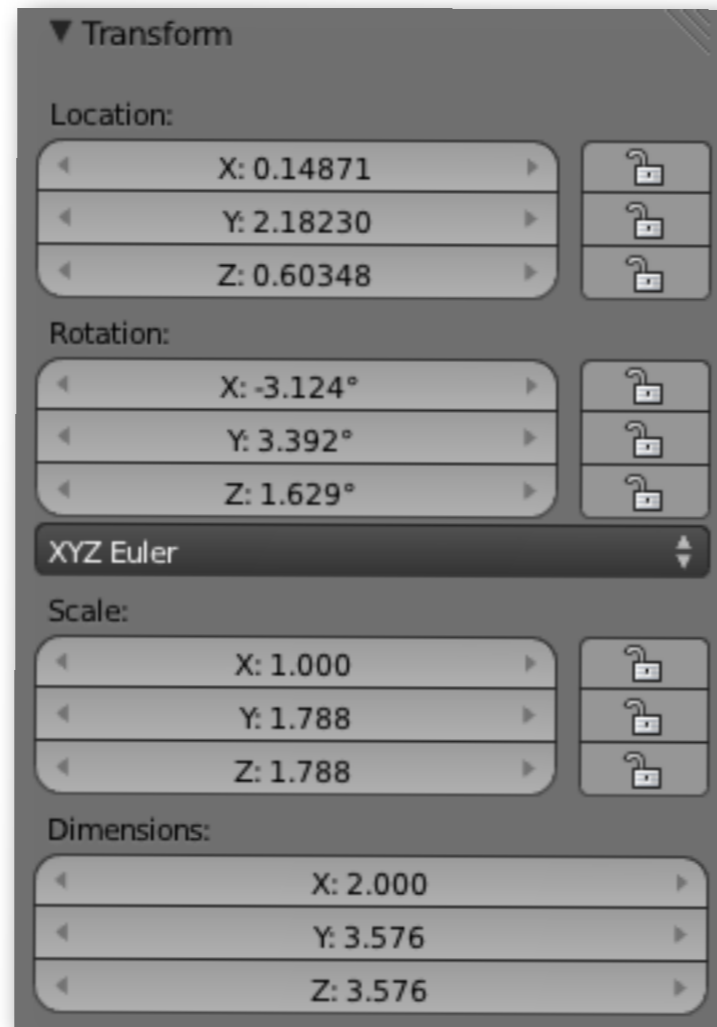 Transform
Location:
X: 0.14871
Y: 2.18230
Z: 0.60348
Rotation:
X: -3.124°
Y: 3.392°
Z: 1.629°
XYZ Euler
Scale:
X: 1.000
Y: 1.788
Z: 1.788
Dimensions:
X: 2.000
Y: 3.576
Z: 3.576